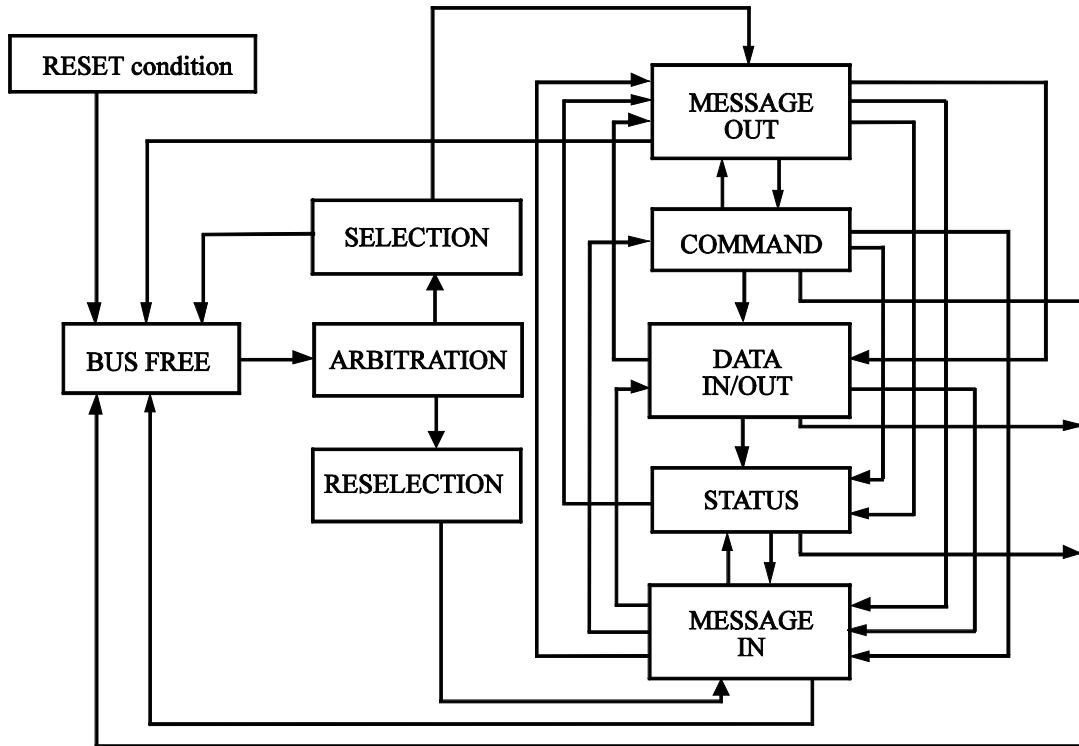 RESET condition
MESSAGE
OUT
SELECTION
COMMAND
BUS FREE
ARBITRATION
DATA
IN/OUT
RESELECTION
STATUS
MESSAGE
IN